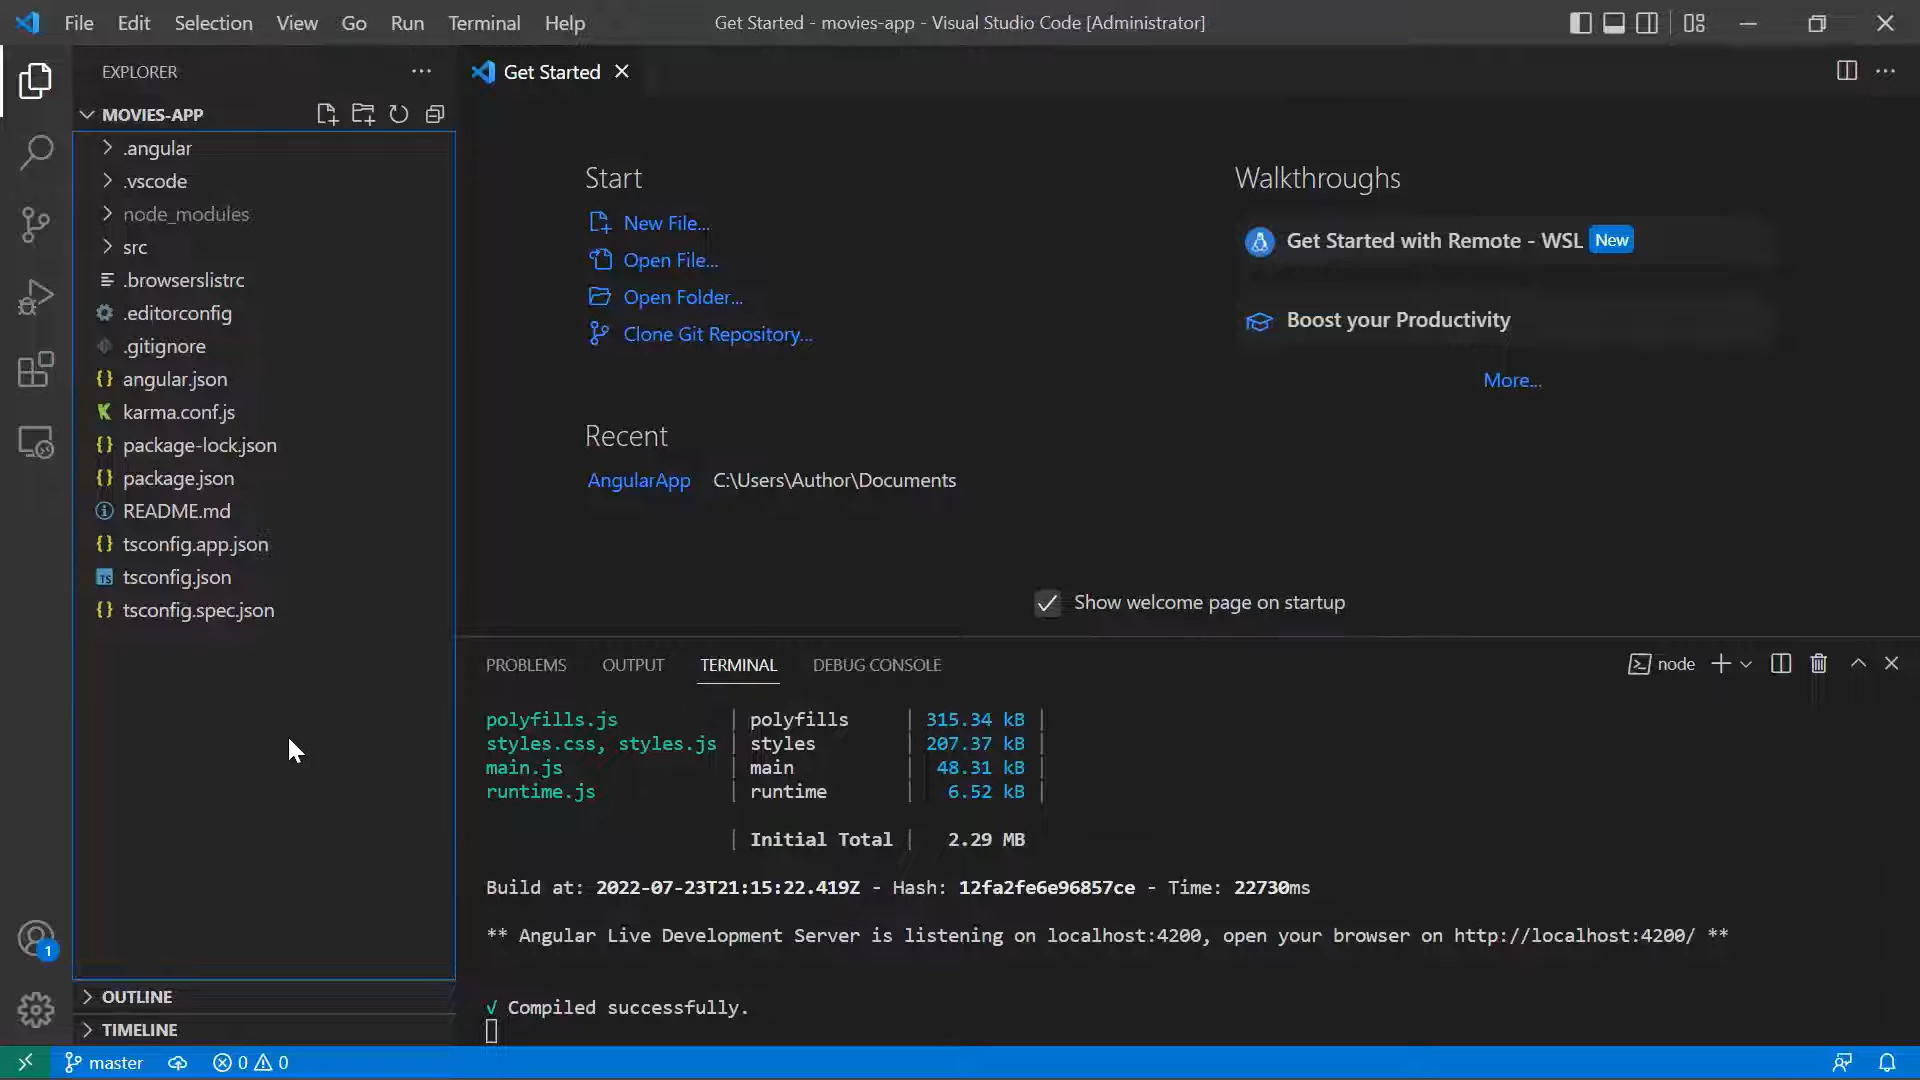 File Edit Selection View Go Run Terminal Help
Get Started - movies-app - Visual Studio Code [Administrator]
EXPLORER
MOVIES-APP
.angular
.vscode
node_modules
src
.browserslistrc
.editorconfig
.gitignore
angular.json
karma.conf.js
package-lock.json
package.json
README.md
tsconfig.app.json
tsconfig.json
tsconfig.spec.json
OUTLINE
TIMELINE
Get Started
Start
New File...
Open File...
Open Folder...
Clone Git Repository...
Recent
AngularApp C:\Users\Author\Documents
Walkthroughs
Get Started with Remote - WSL New
Boost your Productivity
More...
Show welcome page on startup
PROBLEMS OUTPUT TERMINAL DEBUG CONSOLE
node
polyfills.js | polyfills | 315.34 kB |
styles.css, styles.js | styles | 207.37 kB |
main.js | main | 48.31 kB |
runtime.js | runtime | 6.52 kB |
| Initial Total | 2.29 MB
Build at: 2022-07-23T21:15:22.419Z - Hash: 12fa2fe6e96857ce - Time: 22730ms
** Angular Live Development Server is listening on localhost:4200, open your browser on http://localhost:4200/ **
√ Compiled successfully.
1
master 0 0